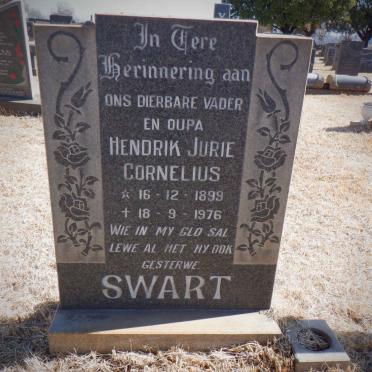 In Tere
Herinnering aan
ONS DIERBARE VADER
EN OUPA
HENDRIK JURIE
CORNELIUS
☆ 16-12-1899
✝ 18-9-1976
WIE IN MY GLO SAL
LEWE AL HET HY OOK
GESTERWE
SWART